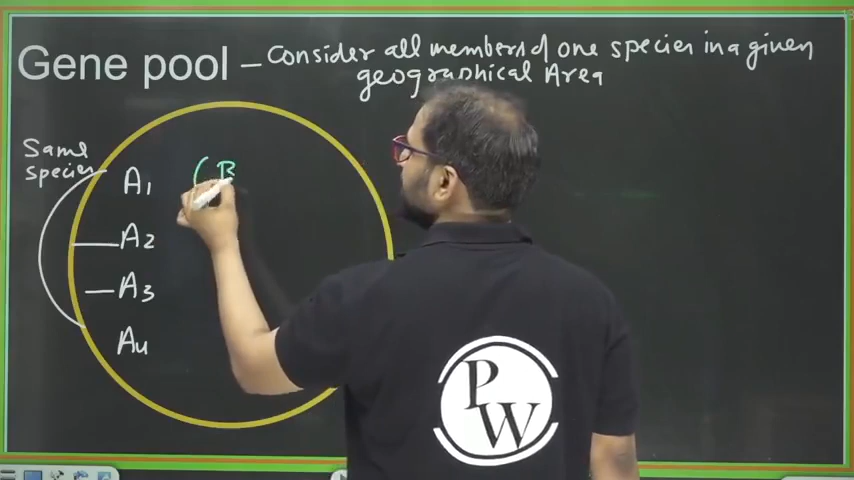 Gene pool – Consider all members of one species in a given
geographical Area
Same
species
A1
A2
A3
A4
( B
PW